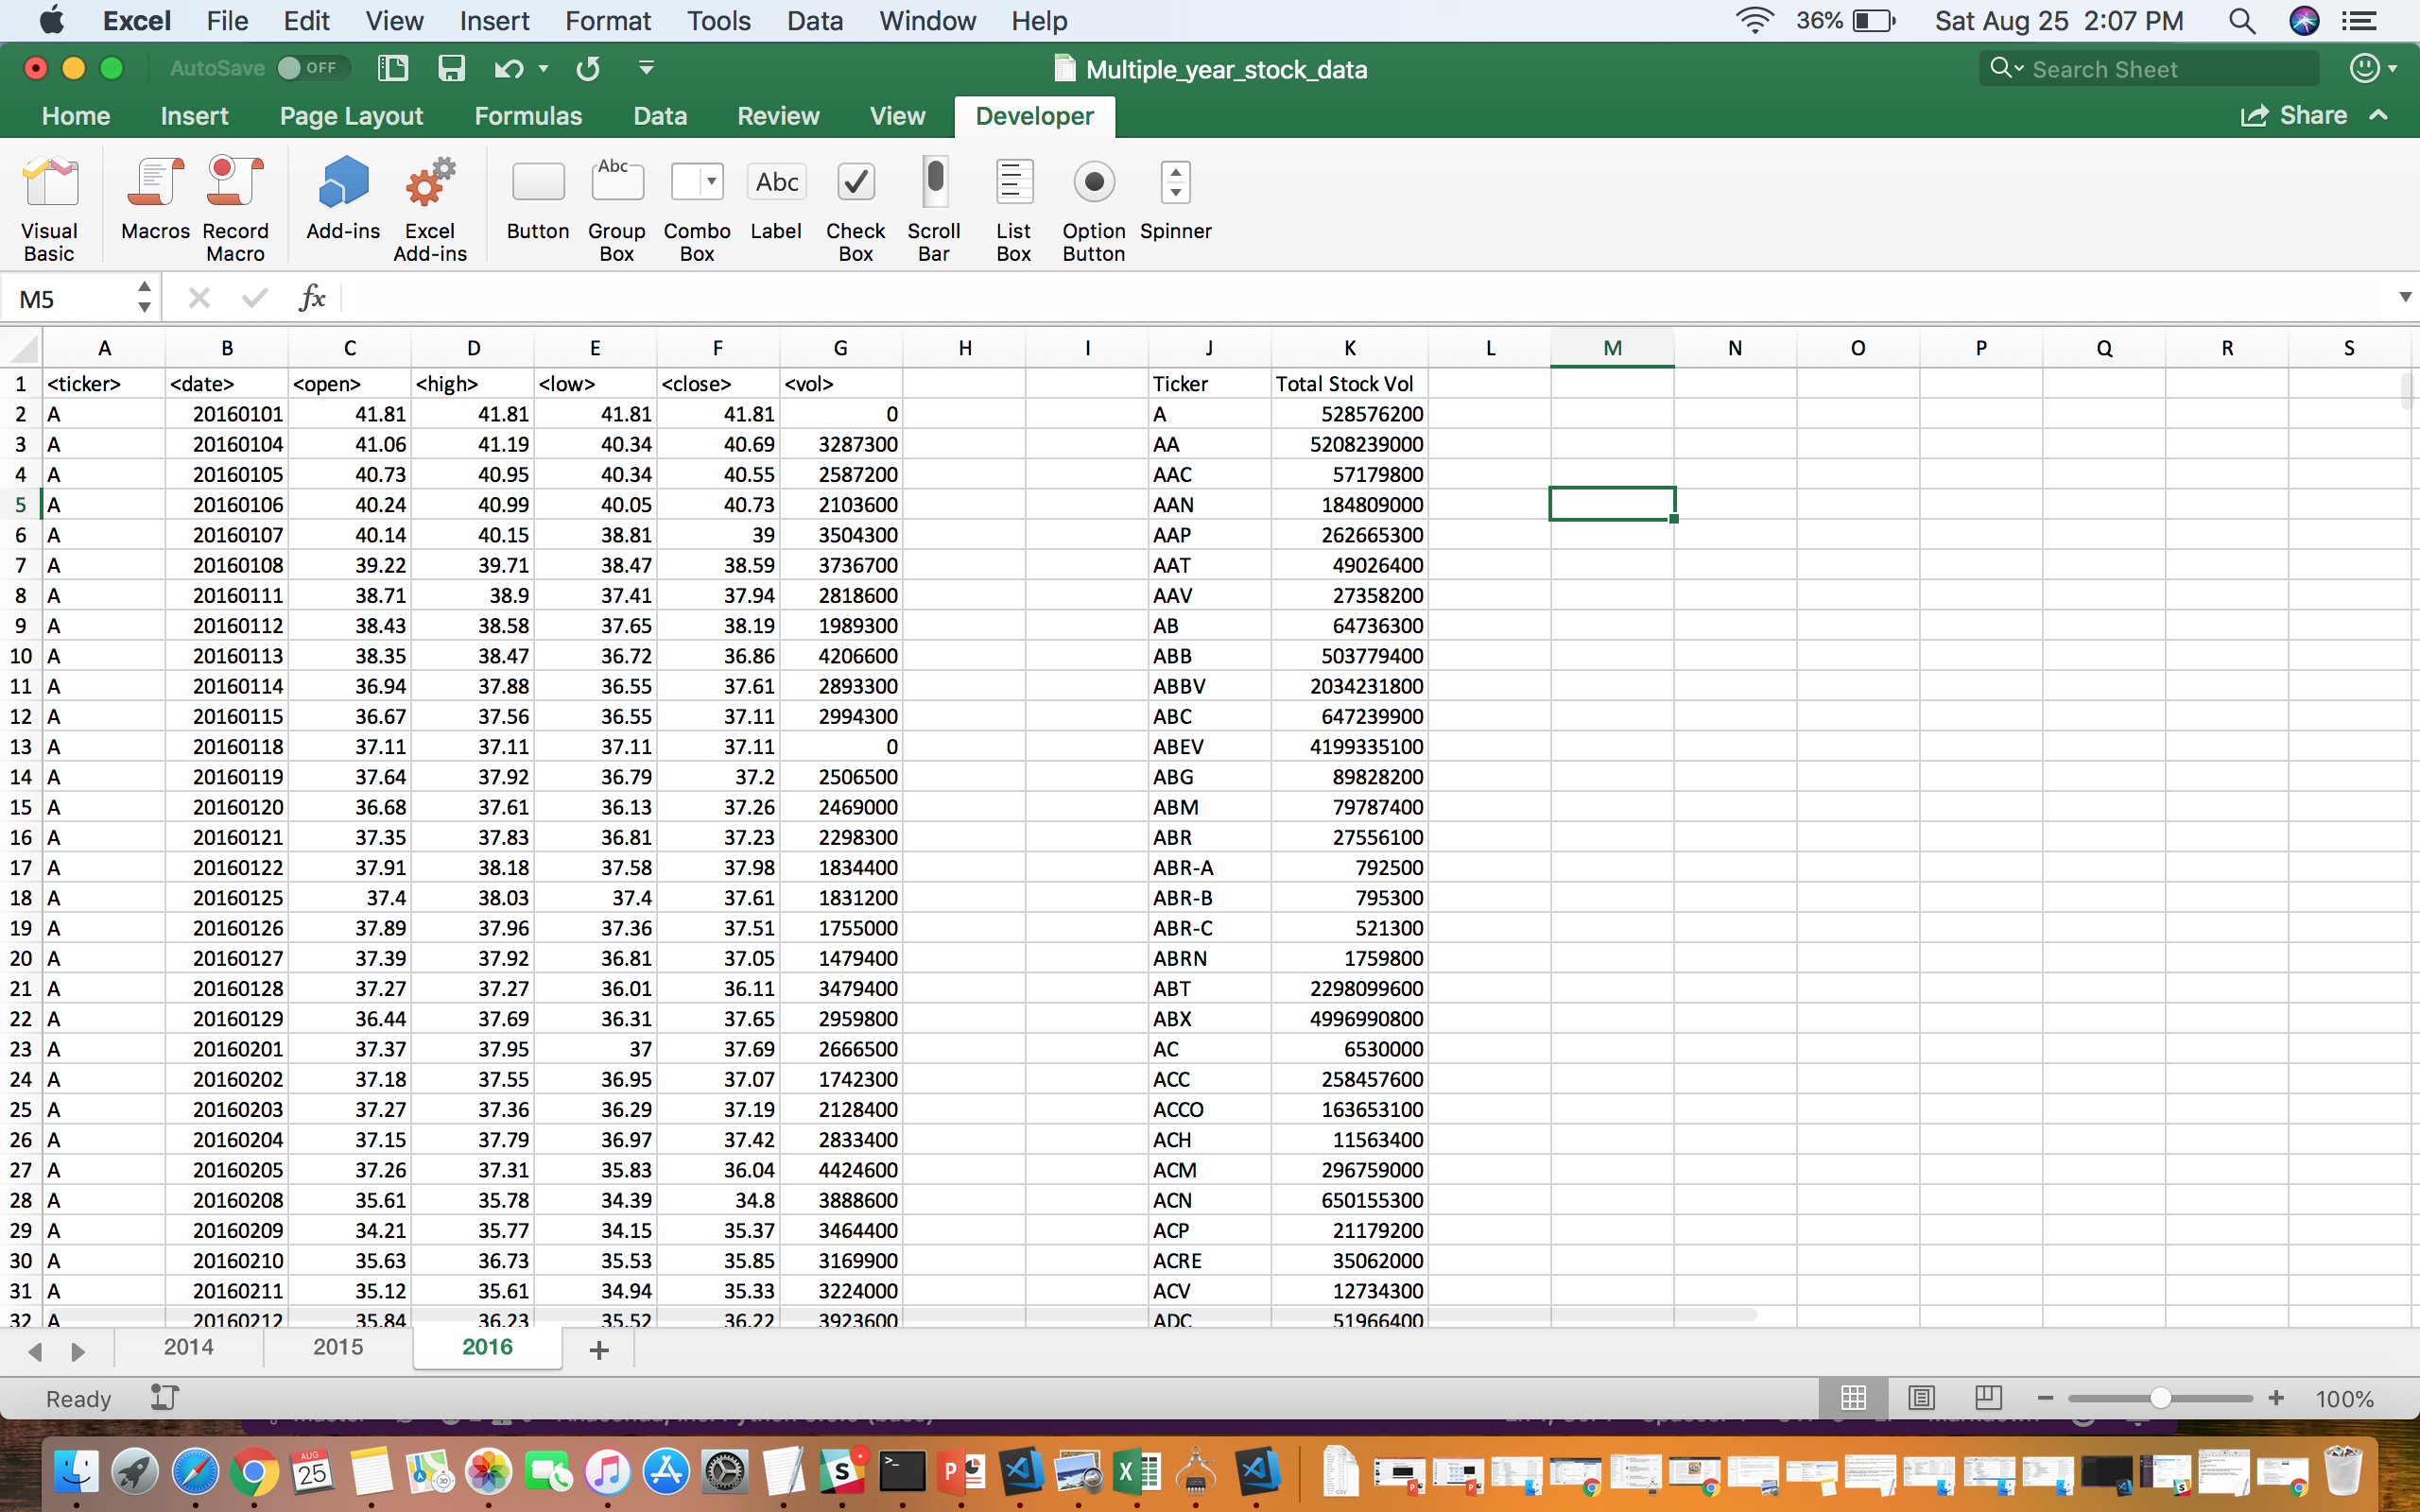 Excel File Edit View Insert Format Tools Data Window Help 36% Sat Aug 25 2:07 PM
AutoSave OFF Multiple_year_stock_data Search Sheet
Home Insert Page Layout Formulas Data Review View Developer Share
Abc Abc
Visual Basic Macros Record Macro Add-ins Excel Add-ins Button Group Box Combo Box Label Check Box Scroll Bar List Box Option Button Spinner
M5 fx
A B C D E F G H I J K L M N O P Q R S
1 <ticker> <date> <open> <high> <low> <close> <vol> Ticker Total Stock Vol
2 A 20160101 41.81 41.81 41.81 41.81 0 A 528576200
3 A 20160104 41.06 41.19 40.34 40.69 3287300 AA 5208239000
4 A 20160105 40.73 40.95 40.34 40.55 2587200 AAC 57179800
5 A 20160106 40.24 40.99 40.05 40.73 2103600 AAN 184809000
6 A 20160107 40.14 40.15 38.81 39 3504300 AAP 262665300
7 A 20160108 39.22 39.71 38.47 38.59 3736700 AAT 49026400
8 A 20160111 38.71 38.9 37.41 37.94 2818600 AAV 27358200
9 A 20160112 38.43 38.58 37.65 38.19 1989300 AB 64736300
10 A 20160113 38.35 38.47 36.72 36.86 4206600 ABB 503779400
11 A 20160114 36.94 37.88 36.55 37.61 2893300 ABBV 2034231800
12 A 20160115 36.67 37.56 36.55 37.11 2994300 ABC 647239900
13 A 20160118 37.11 37.11 37.11 37.11 0 ABEV 4199335100
14 A 20160119 37.64 37.92 36.79 37.2 2506500 ABG 89828200
15 A 20160120 36.68 37.61 36.13 37.26 2469000 ABM 79787400
16 A 20160121 37.35 37.83 36.81 37.23 2298300 ABR 27556100
17 A 20160122 37.91 38.18 37.58 37.98 1834400 ABR-A 792500
18 A 20160125 37.4 38.03 37.4 37.61 1831200 ABR-B 795300
19 A 20160126 37.89 37.96 37.36 37.51 1755000 ABR-C 521300
20 A 20160127 37.39 37.92 36.81 37.05 1479400 ABRN 1759800
21 A 20160128 37.27 37.27 36.01 36.11 3479400 ABT 2298099600
22 A 20160129 36.44 37.69 36.31 37.65 2959800 ABX 4996990800
23 A 20160201 37.37 37.95 37 37.69 2666500 AC 6530000
24 A 20160202 37.18 37.55 36.95 37.07 1742300 ACC 258457600
25 A 20160203 37.27 37.36 36.29 37.19 2128400 ACCO 163653100
26 A 20160204 37.15 37.79 36.97 37.42 2833400 ACH 11563400
27 A 20160205 37.26 37.31 35.83 36.04 4424600 ACM 296759000
28 A 20160208 35.61 35.78 34.39 34.8 3888600 ACN 650155300
29 A 20160209 34.21 35.77 34.15 35.37 3464400 ACP 21179200
30 A 20160210 35.63 36.73 35.53 35.85 3169900 ACRE 35062000
31 A 20160211 35.12 35.61 34.94 35.33 3224000 ACV 12734300
32 A 20160212 35.84 36.23 35.52 36.22 3923600 ADC 51966400
2014 2015 2016
Ready 100%
AUG
25